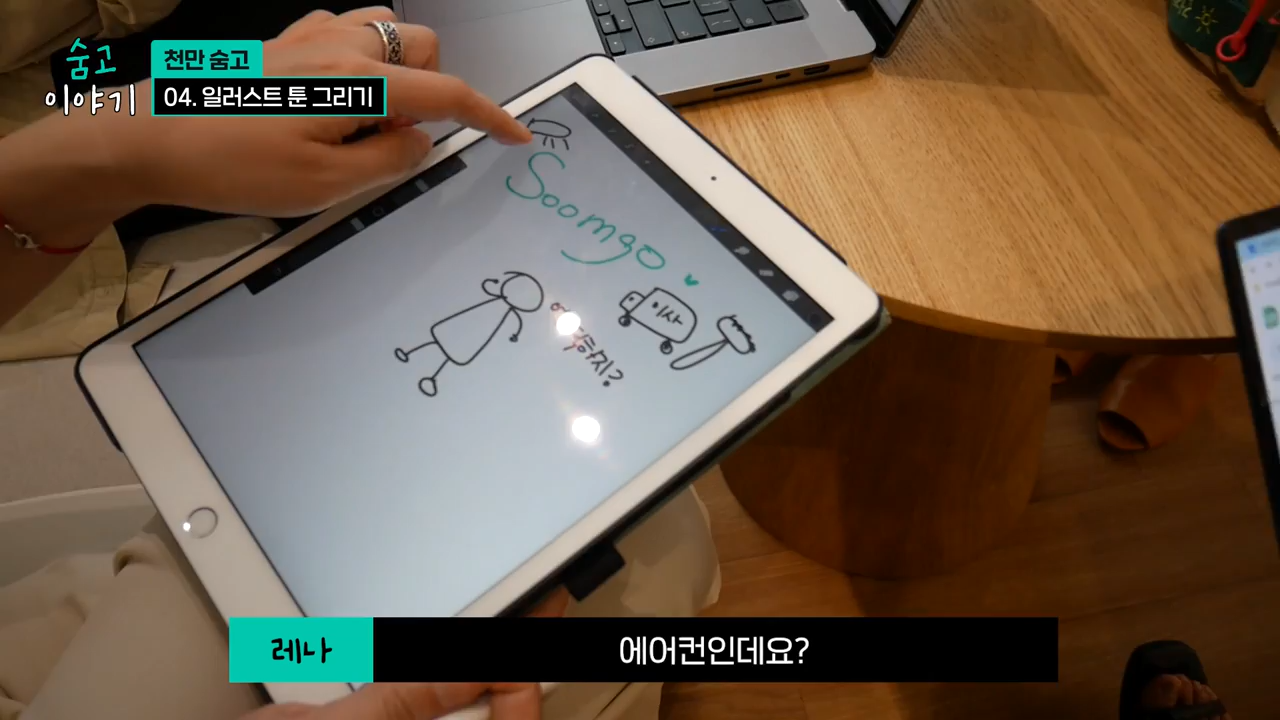 숨고
이야기
천만 숨고
04. 일러스트 툰 그리기
Soomgo
이사
레나
에어컨인데요?